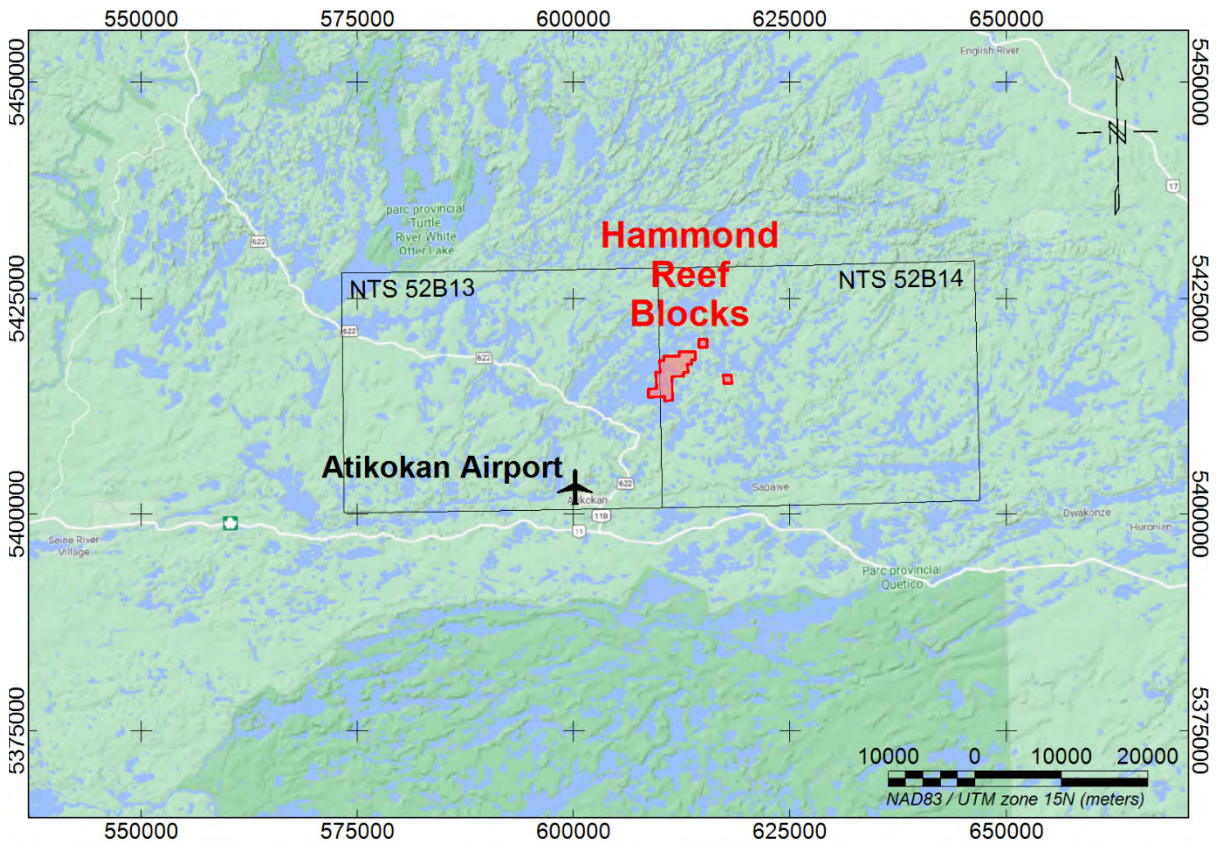 550000 575000 600000 625000 650000
5450000
5450000
English River
17
parc provincial
Turtle
River-White
Otter Lake
622
Hammond
Reef
Blocks
NTS 52B13
NTS 52B14
5425000
5425000
622
622
Atikokan Airport
622
Sapawe
Atikokan
11B
5400000
5400000
11
Seine River
Village
Owakonze
Huronian
Parc provincial
Quetico
5375000
5375000
10000 0 10000 20000
NAD83 / UTM zone 15N (meters)
550000 575000 600000 625000 650000
N